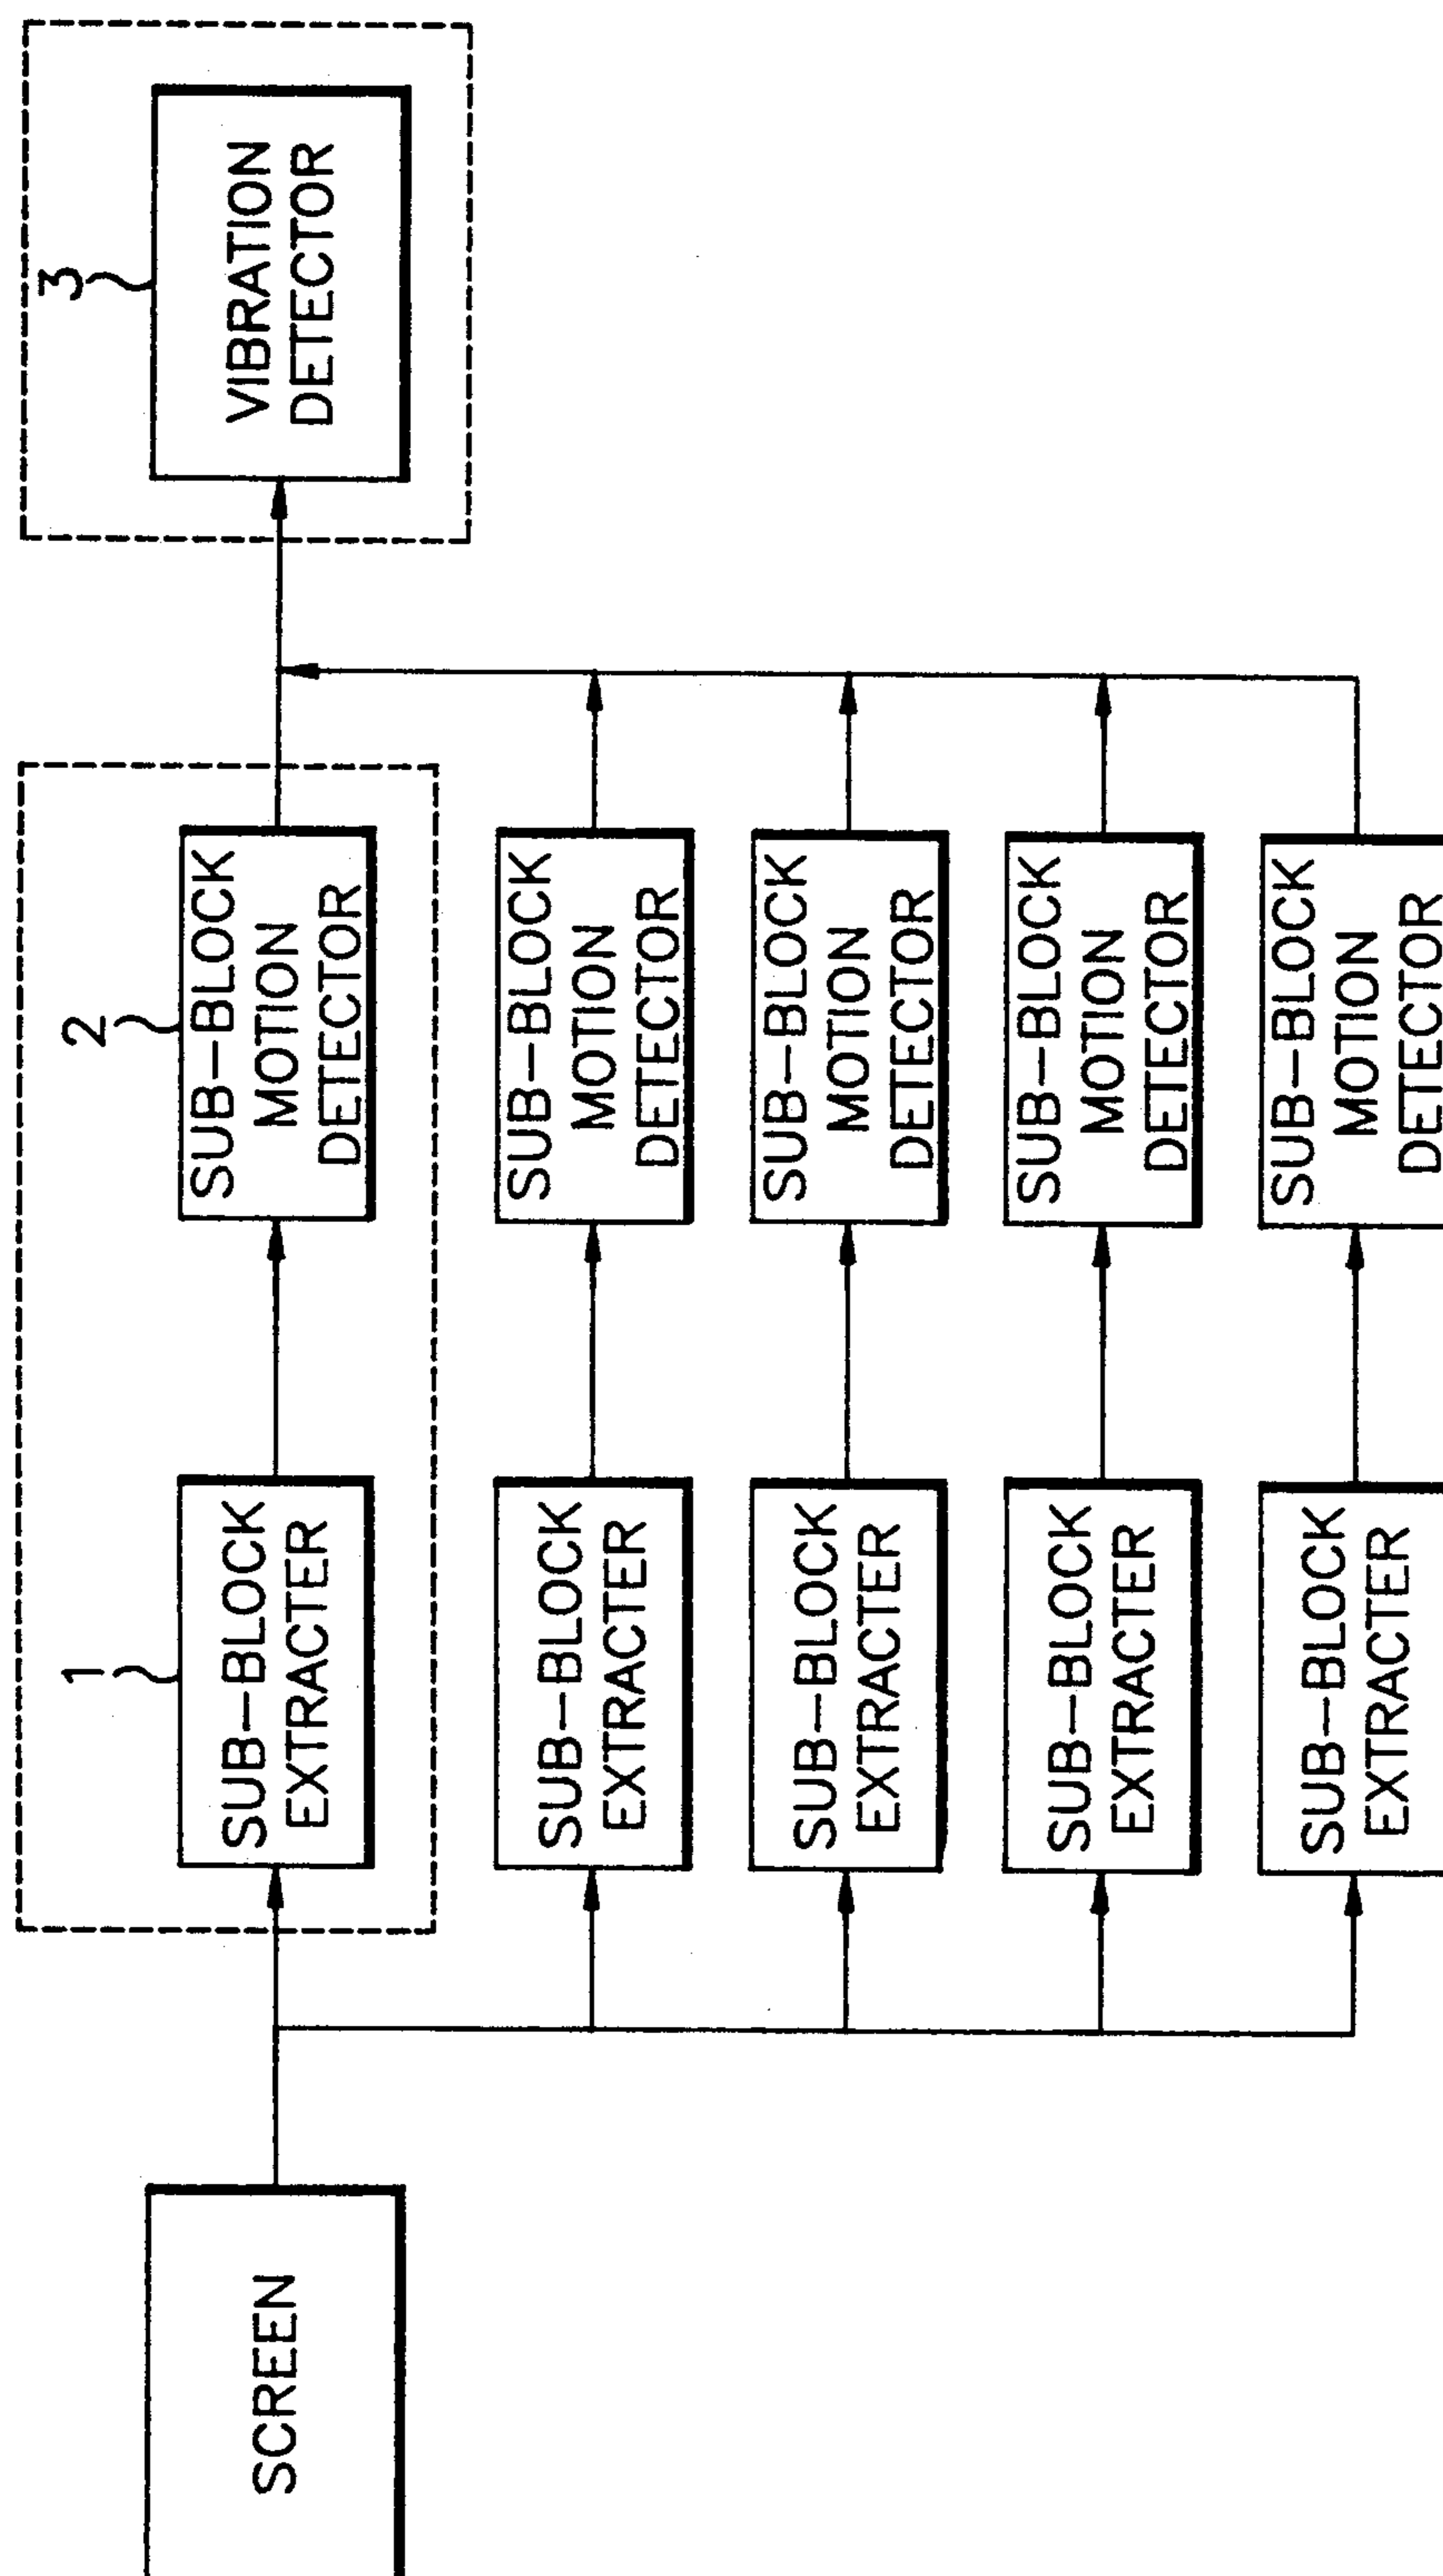 SCREEN
1
SUB-BLOCK
EXTRACTER
2
SUB-BLOCK
MOTION
DETECTOR
3
VIBRATION
DETECTOR
SUB-BLOCK
EXTRACTER
SUB-BLOCK
MOTION
DETECTOR
SUB-BLOCK
EXTRACTER
SUB-BLOCK
MOTION
DETECTOR
SUB-BLOCK
EXTRACTER
SUB-BLOCK
MOTION
DETECTOR
SUB-BLOCK
EXTRACTER
SUB-BLOCK
MOTION
DETECTOR